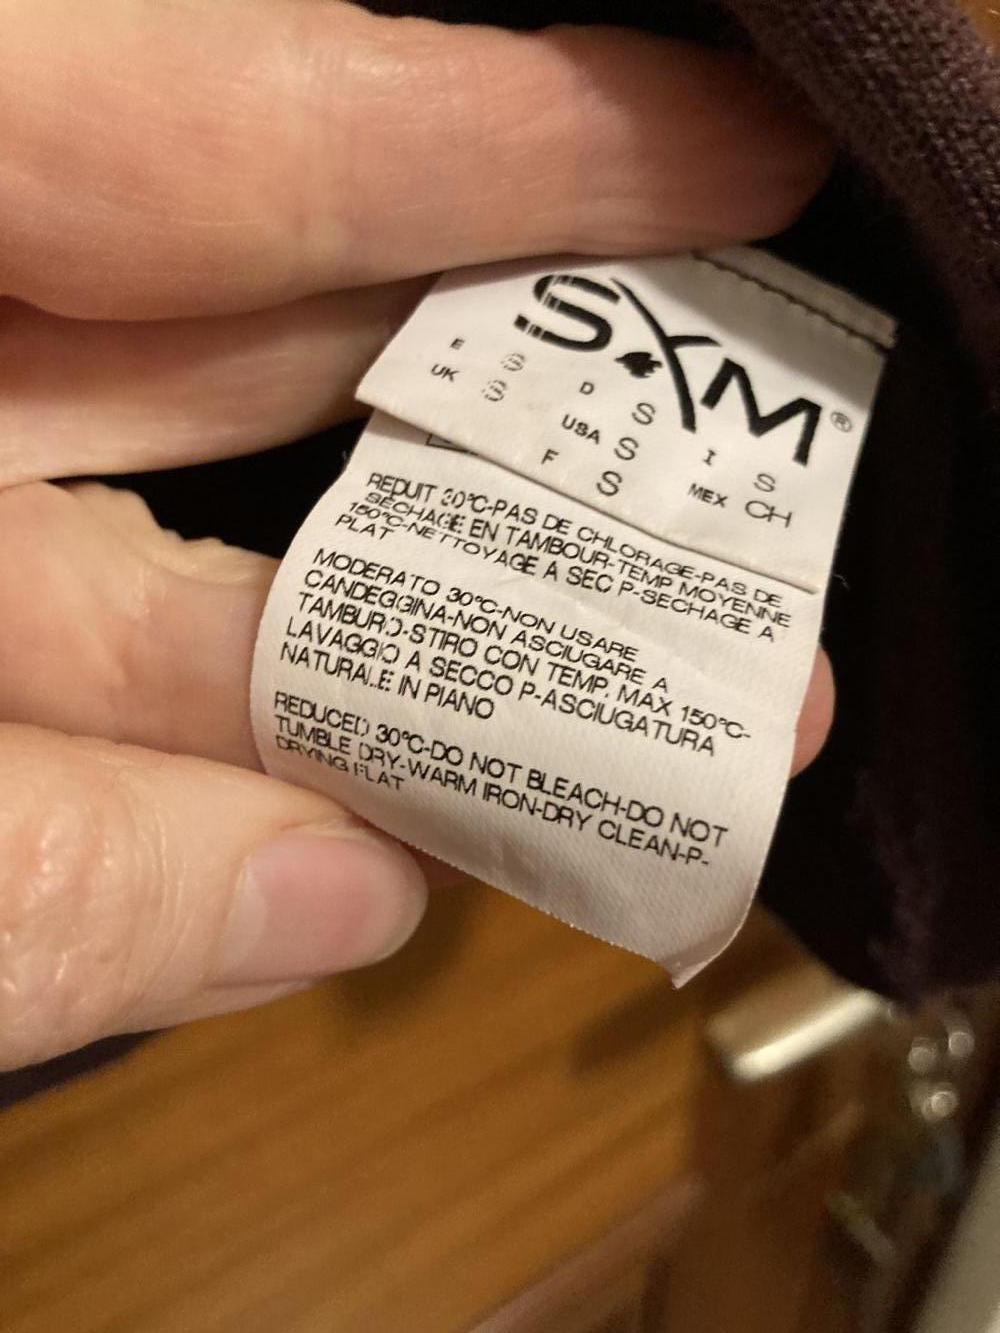 SXM®
E S D S I S
UK S USA S MEX CH
F S
REDUIT 30°C-PAS DE CHLORAGE-PAS DE
SECHAGE EN TAMBOUR-TEMP MOYENNE
150°C-NETTOYAGE A SEC P-SECHAGE A
PLAT
MODERATO 30°C-NON USARE
CANDEGGINA-NON ASCIUGARE A
TAMBURO-STIRO CON TEMP. MAX 150°C-
LAVAGGIO A SECCO P-ASCIUGATURA
NATURALE IN PIANO
REDUCED 30°C-DO NOT BLEACH-DO NOT
TUMBLE DRY-WARM IRON-DRY CLEAN-P-
DRYING FLAT